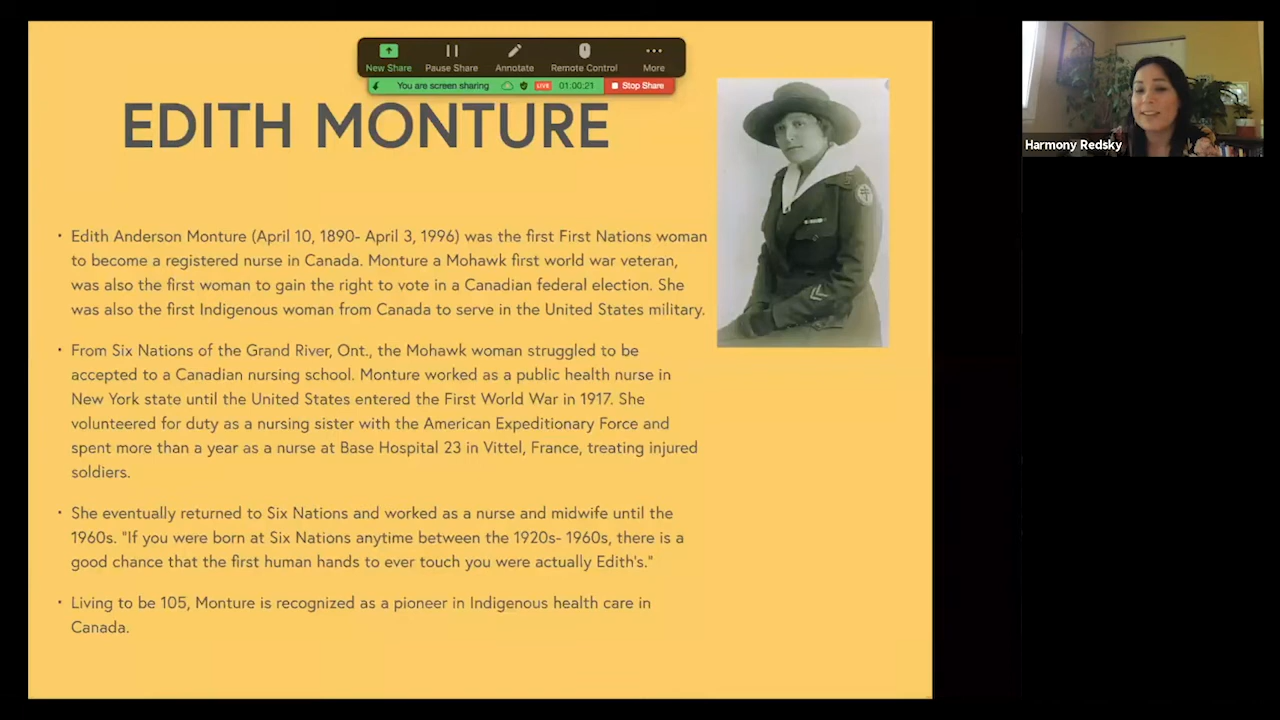 New Share
Pause Share
Annotate
Remote Control
More
You are screen sharing
LIVE
01:00:21
Stop Share
EDITH MONTURE
Harmony Redsky
• Edith Anderson Monture (April 10, 1890- April 3, 1996) was the first First Nations woman
to become a registered nurse in Canada. Monture a Mohawk first world war veteran,
was also the first woman to gain the right to vote in a Canadian federal election. She
was also the first Indigenous woman from Canada to serve in the United States military.
• From Six Nations of the Grand River, Ont., the Mohawk woman struggled to be
accepted to a Canadian nursing school. Monture worked as a public health nurse in
New York state until the United States entered the First World War in 1917. She
volunteered for duty as a nursing sister with the American Expeditionary Force and
spent more than a year as a nurse at Base Hospital 23 in Vittel, France, treating injured
soldiers.
• She eventually returned to Six Nations and worked as a nurse and midwife until the
1960s. "If you were born at Six Nations anytime between the 1920s- 1960s, there is a
good chance that the first human hands to ever touch you were actually Edith's."
• Living to be 105, Monture is recognized as a pioneer in Indigenous health care in
Canada.